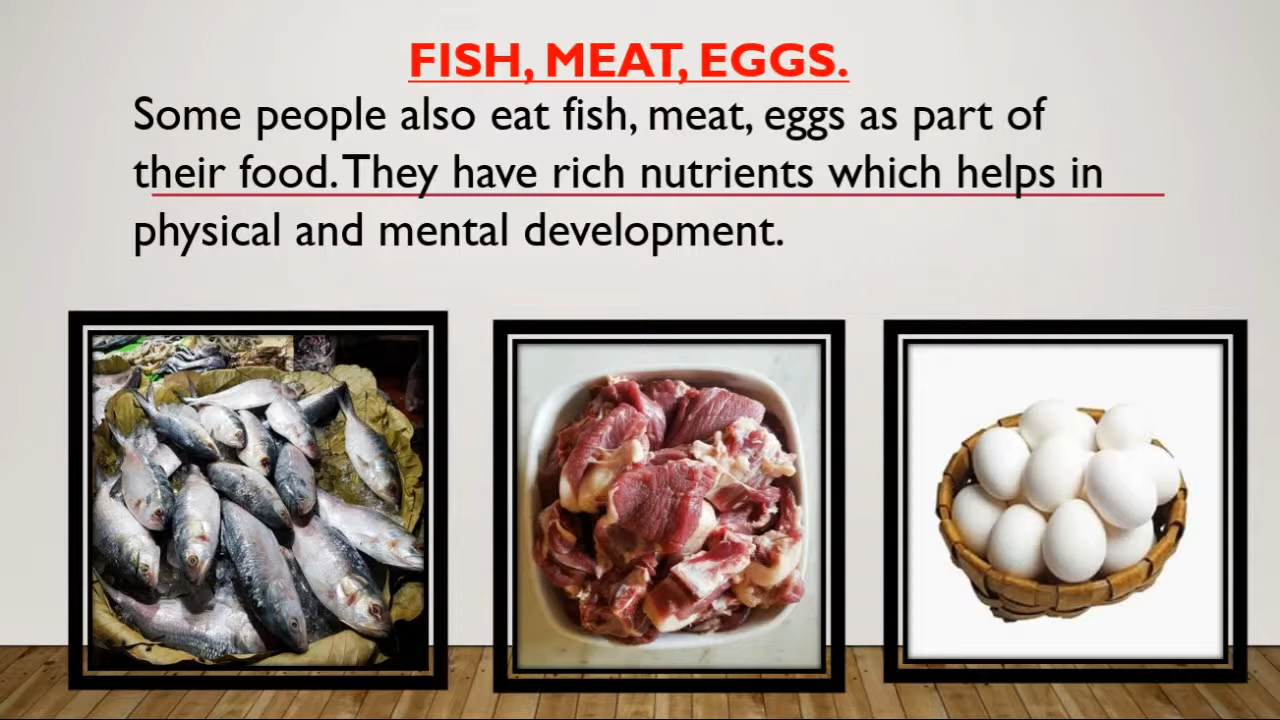 FISH, MEAT, EGGS.
Some people also eat fish, meat, eggs as part of
their food. They have rich nutrients which helps in
physical and mental development.